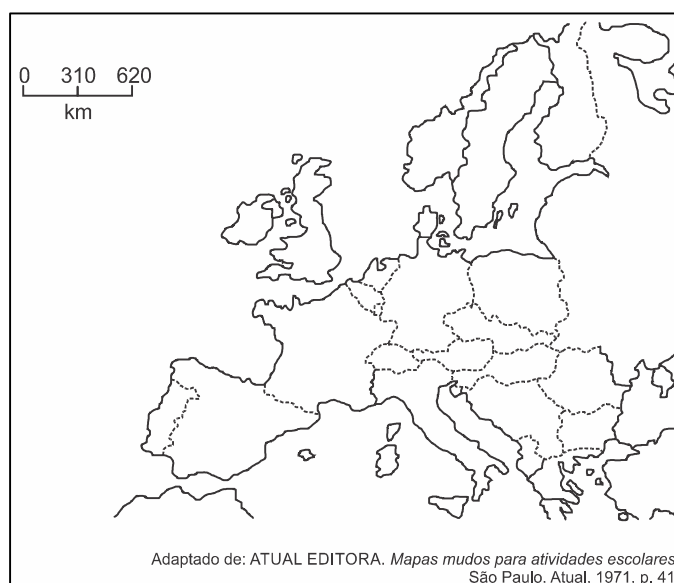 0 310 620
km
Adaptado de: ATUAL EDITORA. Mapas mudos para atividades escolares
São Paulo, Atual, 1971, p. 41